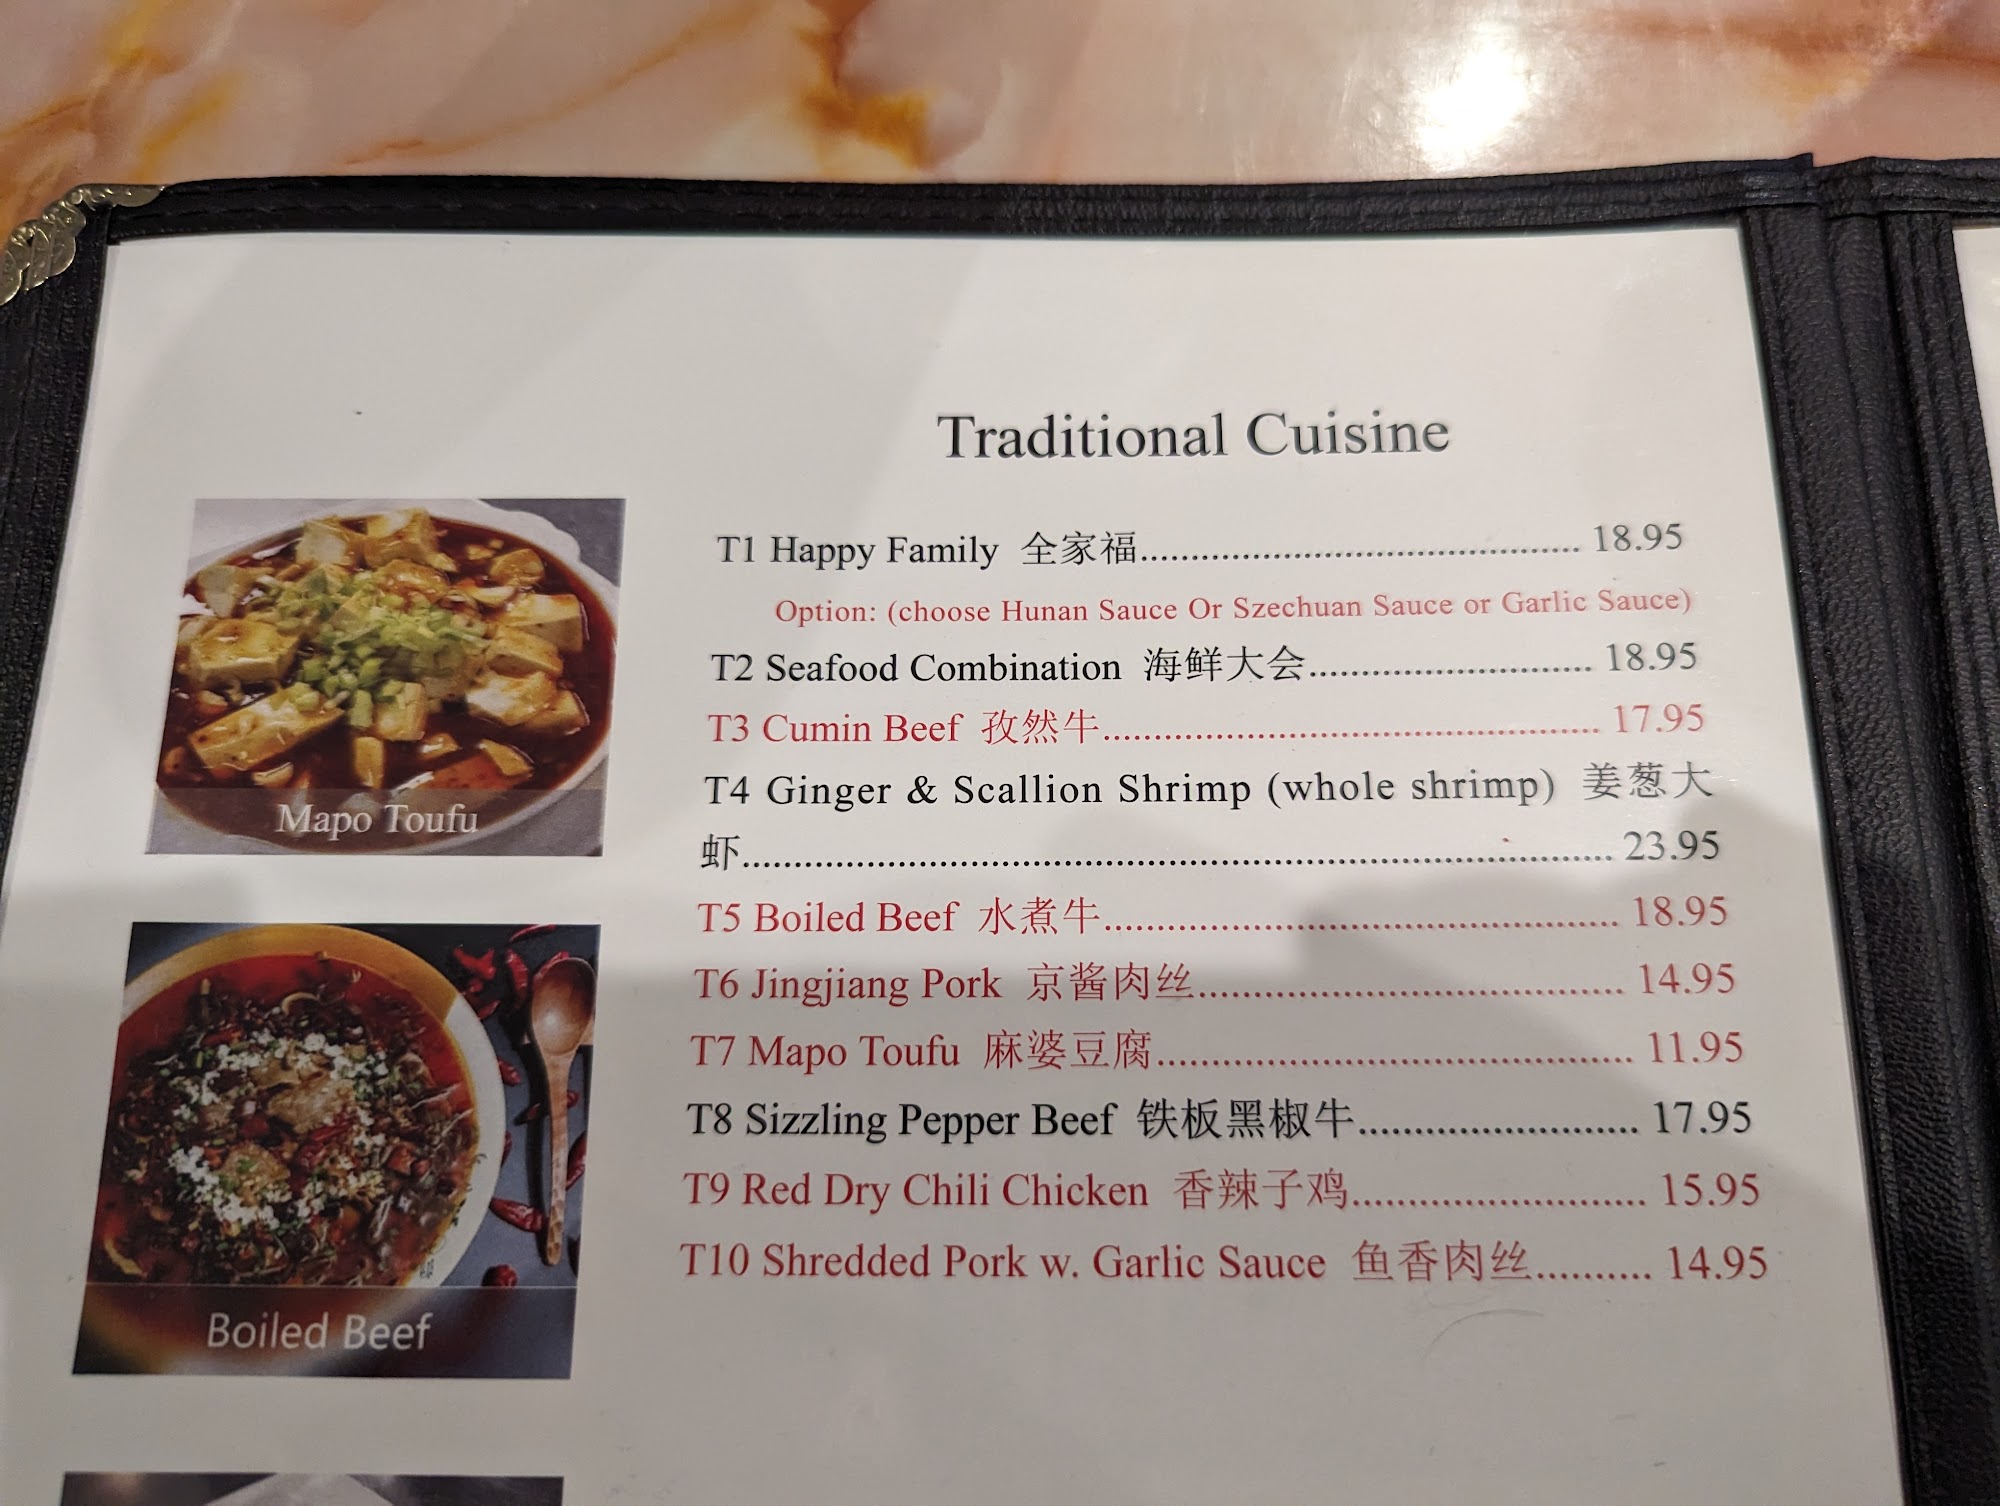 Traditional Cuisine
T1 Happy Family 全家福........................................... 18.95
Option: (choose Hunan Sauce Or Szechuan Sauce or Garlic Sauce)
T2 Seafood Combination 海鲜大会........................... 18.95
T3 Cumin Beef 孜然牛................................................ 17.95
T4 Ginger & Scallion Shrimp (whole shrimp) 姜葱大
虾..................................................................................... 23.95
T5 Boiled Beef 水煮牛.................................................. 18.95
T6 Jingjiang Pork 京酱肉丝......................................... 14.95
T7 Mapo Toufu 麻婆豆腐............................................. 11.95
T8 Sizzling Pepper Beef 铁板黑椒牛........................... 17.95
T9 Red Dry Chili Chicken 香辣子鸡............................ 15.95
T10 Shredded Pork w. Garlic Sauce 鱼香肉丝........... 14.95
Mapo Toufu
Boiled Beef